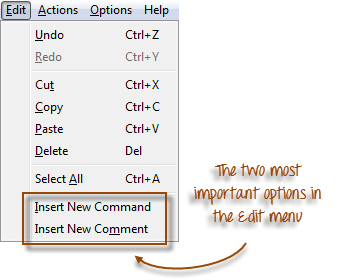 Edit Actions Options Help
Undo Ctrl+Z
Redo Ctrl+Y
Cut Ctrl+X
Copy Ctrl+C
Paste Ctrl+V
Delete Del
Select All Ctrl+A
Insert New Command
Insert New Comment
The two most
important options in
the Edit menu